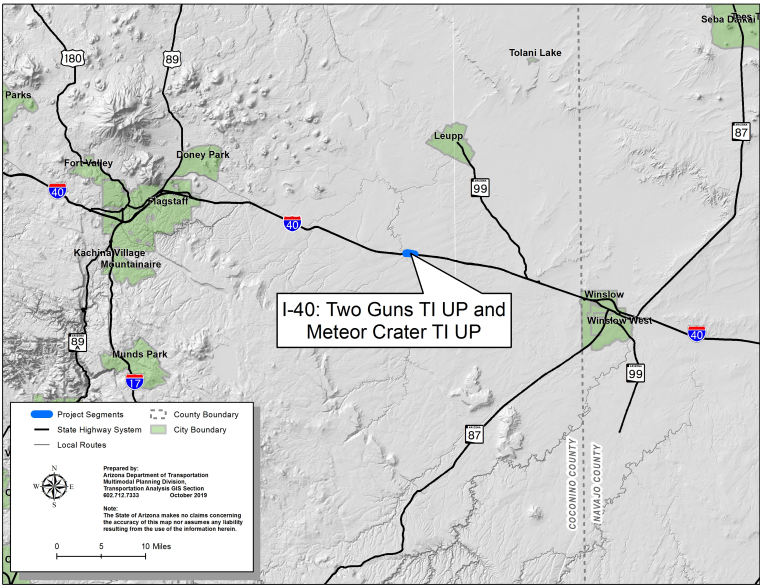 Seba Dalkai
Tolani Lake
180
89
Parks
87
Leupp
Doney Park
Fort Valley
99
40
Flagstaff
40
Kachina Village
Mountainaire
I-40: Two Guns TI UP and
Meteor Crater TI UP
Winslow
Winslow West
40
89
A
Munds Park
99
17
87
COCONINO COUNTY
NAVAJO COUNTY
Project Segments
County Boundary
State Highway System
City Boundary
Local Routes
N
W
E
S
Prepared by:
Arizona Department of Transportation
Multimodal Planning Division,
Transportation Analysis GIS Section
602.712.7333 October 2019
Note:
The State of Arizona makes no claims concerning
the accuracy of this map nor assumes any liability
resulting from the use of the information herein.
0 5 10 Miles